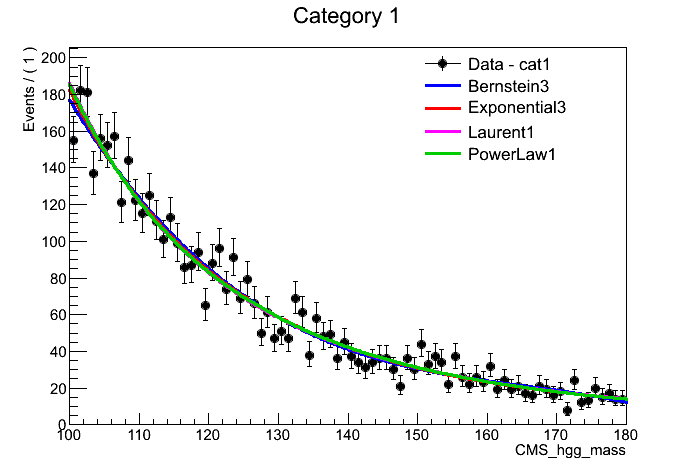 Category 1
Events / ( 1 )
200
180
160
140
120
100
80
60
40
20
0
Data - cat1
Bernstein3
Exponential3
Laurent1
PowerLaw1
100 110 120 130 140 150 160 170 180
CMS_hgg_mass